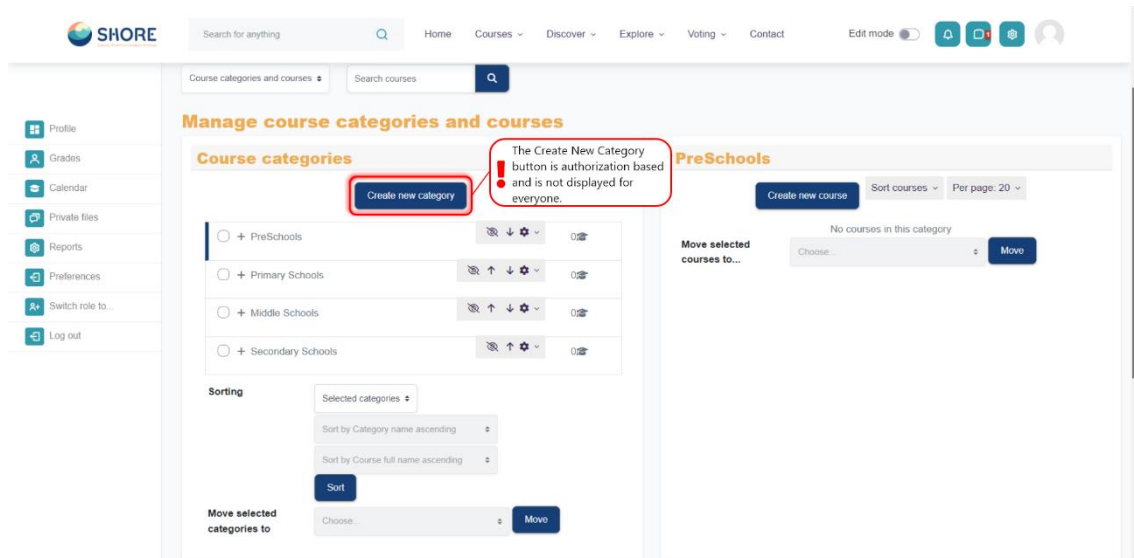 SHORE
Search for anything
Home Courses Discover Explore Voting Contact
Edit mode
1
Course categories and courses
Search courses
Profile
Grades
Calendar
Private files
Reports
Preferences
Switch role to...
Log out
Manage course categories and courses
Course categories
Create new category
The Create New Category
button is authorization based
and is not displayed for
everyone.
+ PreSchools 0
+ Primary Schools 0
+ Middle Schools 0
+ Secondary Schools 0
Sorting
Selected categories
Sort by Category name ascending
Sort by Course full name ascending
Sort
Move selected
categories to
Choose...
Move
PreSchools
Create new course
Sort courses
Per page: 20
No courses in this category
Move selected
courses to...
Choose...
Move